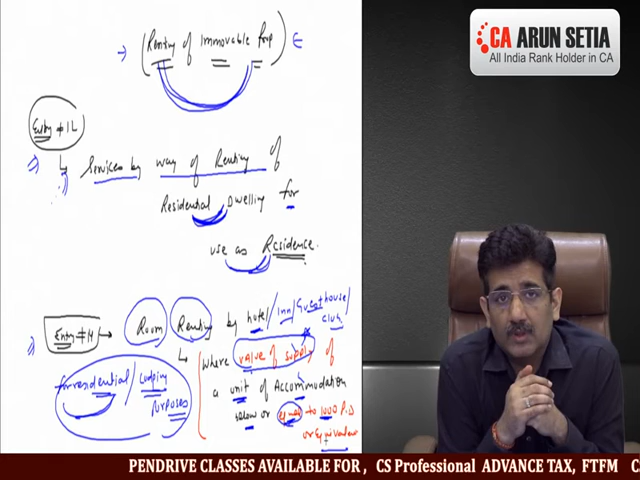 ⇒ (Renting of Immovable Prop)
CA ARUN SETIA
All India Rank Holder in CA
Entry # 12
Services by way of Renting of
Residential Dwelling for
use as Residence.
Entry # 14 → Room Renting by hotel/Inn/Guesthouse/
club
for residential / Lodging
purposes
(where value of supply of
a unit of Accommodation
below or equal to 1000 P.D
or Equivalent
PENDRIVE CLASSES AVAILABLE FOR , CS Professional ADVANCE TAX, FTFM